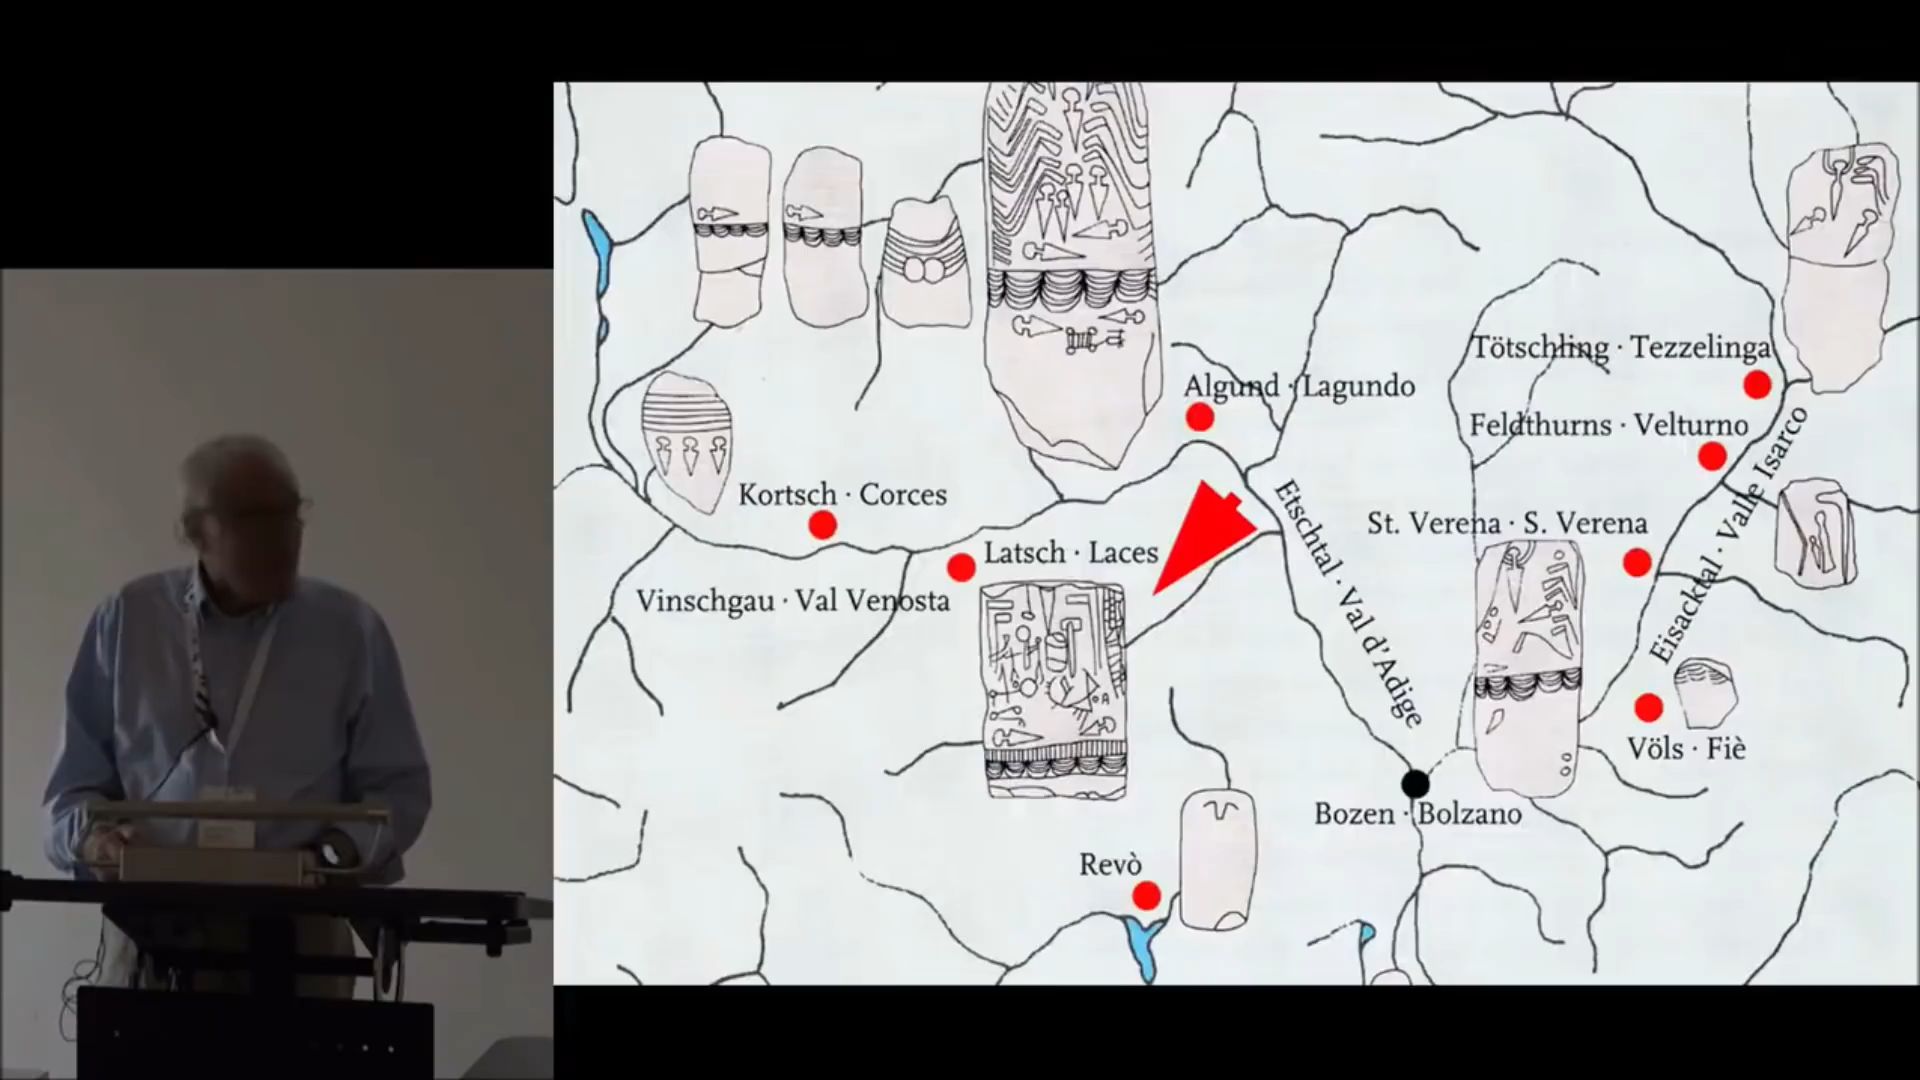 Tötschling · Tezzelinga
Algund · Lagundo
Feldthurns · Velturno
Kortsch · Corces
St. Verena · S. Verena
Latsch · Laces
Vinschgau · Val Venosta
Etschtal · Val d'Adige
Eisacktal · Valle Isarco
Völs · Fiè
Bozen · Bolzano
Revò